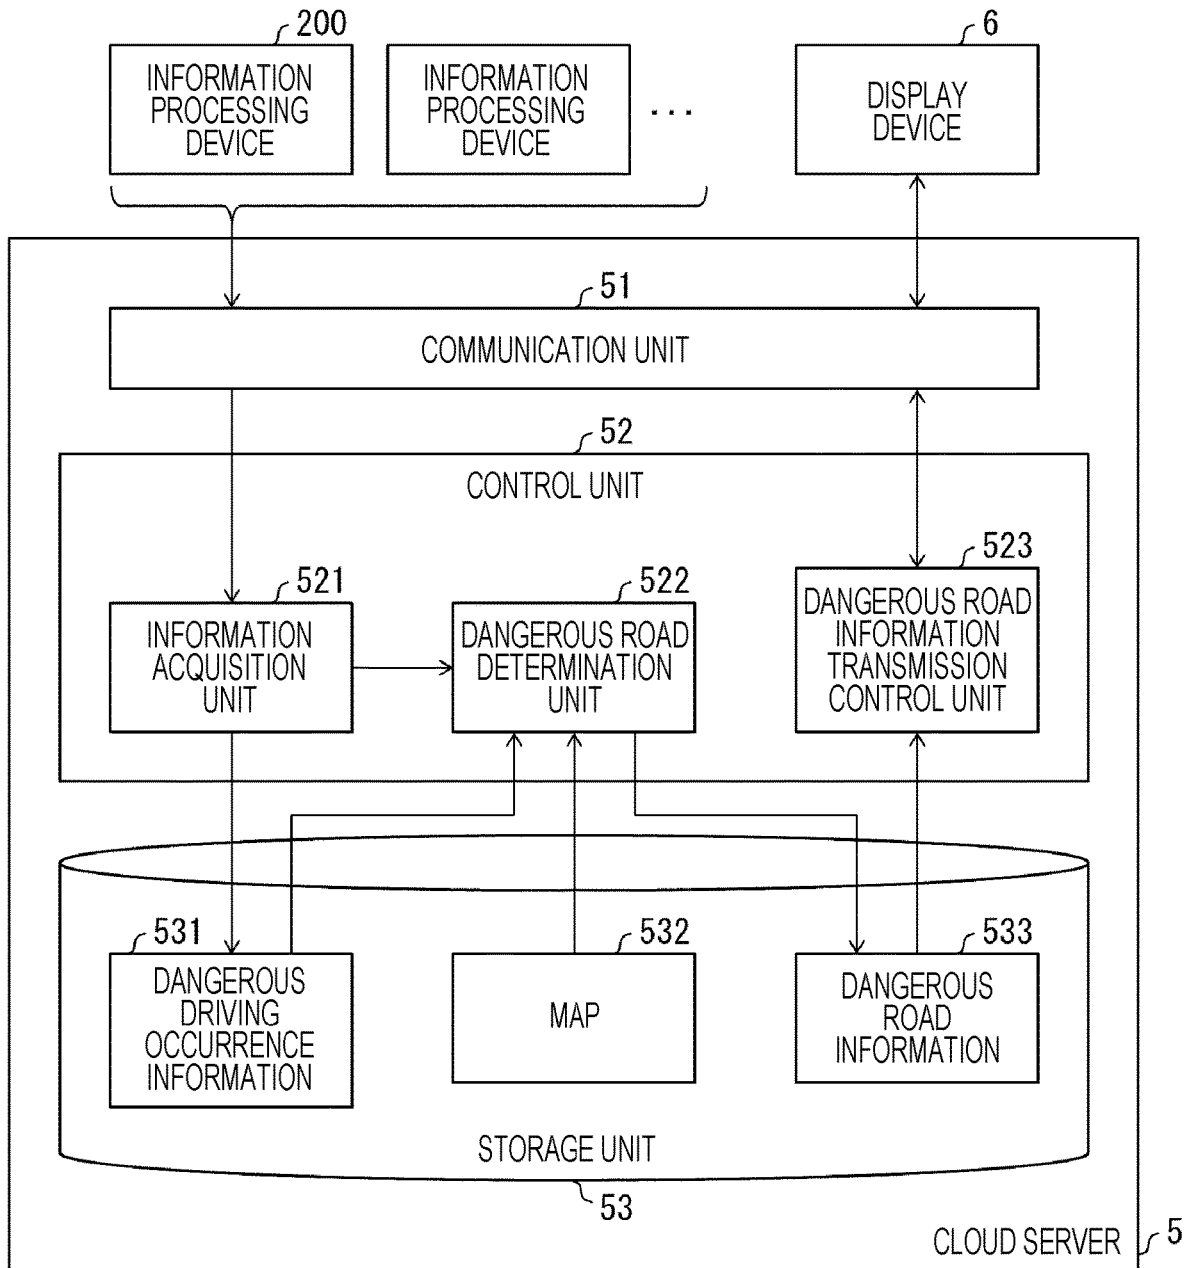 200
6
INFORMATION
PROCESSING
DEVICE
INFORMATION
PROCESSING
DEVICE
...
DISPLAY
DEVICE
51
COMMUNICATION UNIT
52
CONTROL UNIT
521
522
523
INFORMATION
ACQUISITION
UNIT
DANGEROUS ROAD
DETERMINATION
UNIT
DANGEROUS ROAD
INFORMATION
TRANSMISSION
CONTROL UNIT
531
532
533
DANGEROUS
DRIVING
OCCURRENCE
INFORMATION
MAP
DANGEROUS
ROAD
INFORMATION
STORAGE UNIT
53
CLOUD SERVER
5